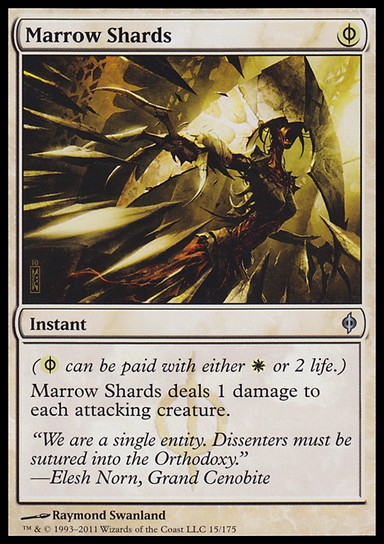 Marrow Shards
Instant
( can be paid with either or 2 life.)
Marrow Shards deals 1 damage to
each attacking creature.
“We are a single entity. Dissenters must be
sutured into the Orthodoxy.”
—Elesh Norn, Grand Cenobite
Raymond Swanland
™ & © 1993–2011 Wizards of the Coast LLC 15/175